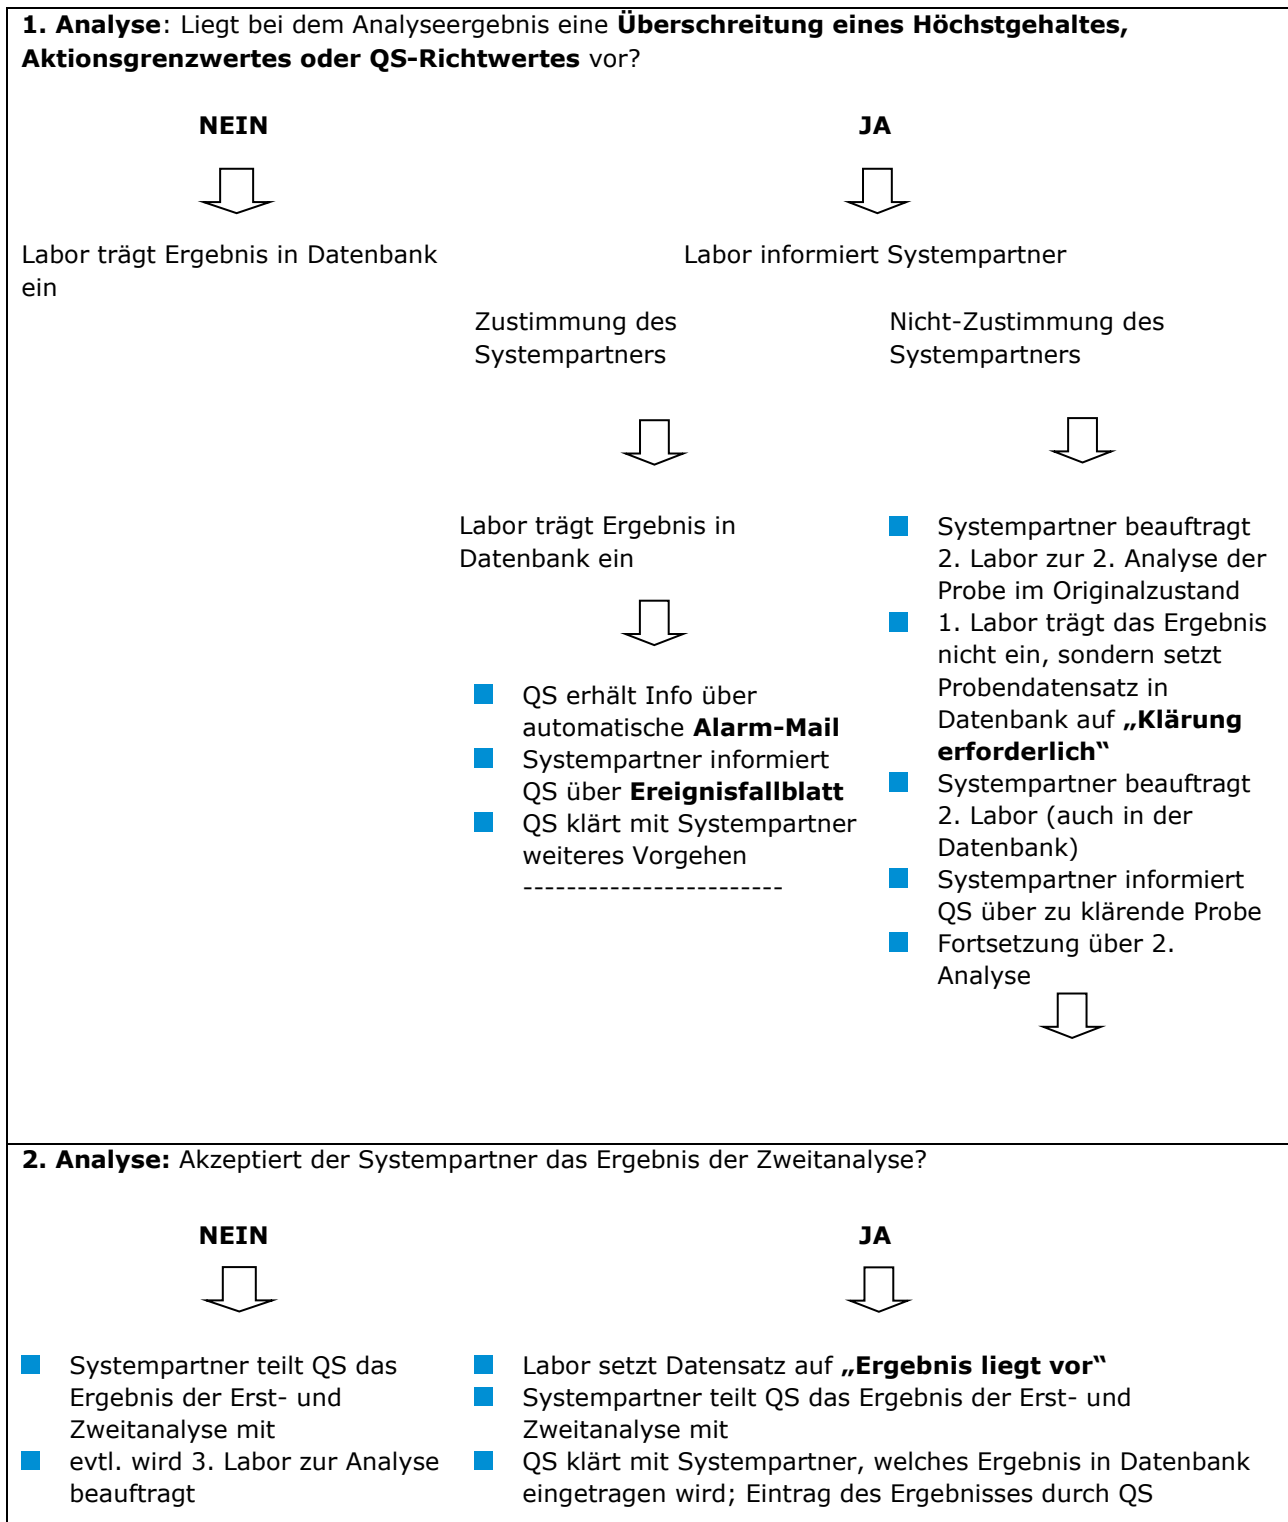 1. Analyse: Liegt bei dem Analyseergebnis eine Überschreitung eines Höchstgehaltes,
Aktionsgrenzwertes oder QS-Richtwertes vor?
NEIN
JA
Labor trägt Ergebnis in Datenbank
ein
Labor informiert Systempartner
Zustimmung des
Systempartners
Labor trägt Ergebnis in
Datenbank ein
QS erhält Info über
automatische Alarm-Mail
Systempartner informiert
QS über Ereignisfallblatt
QS klärt mit Systempartner
weiteres Vorgehen
------------------------
Nicht-Zustimmung des
Systempartners
Systempartner beauftragt
2. Labor zur 2. Analyse der
Probe im Originalzustand
1. Labor trägt das Ergebnis
nicht ein, sondern setzt
Probendatensatz in
Datenbank auf „Klärung
erforderlich“
Systempartner beauftragt
2. Labor (auch in der
Datenbank)
Systempartner informiert
QS über zu klärende Probe
Fortsetzung über 2.
Analyse
2. Analyse: Akzeptiert der Systempartner das Ergebnis der Zweitanalyse?
NEIN
JA
Systempartner teilt QS das
Ergebnis der Erst- und
Zweitanalyse mit
evtl. wird 3. Labor zur Analyse
beauftragt
Labor setzt Datensatz auf „Ergebnis liegt vor“
Systempartner teilt QS das Ergebnis der Erst- und
Zweitanalyse mit
QS klärt mit Systempartner, welches Ergebnis in Datenbank
eingetragen wird; Eintrag des Ergebnisses durch QS